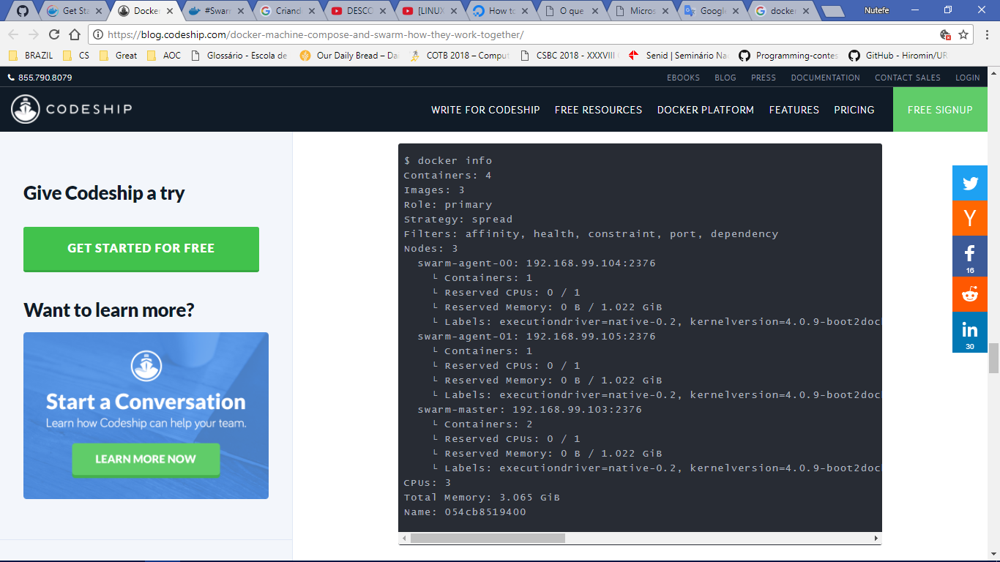 Get Sta
Docker
#Swarm
Criand
DESCO
[LINUX
How to
O que
Micros
Google
docker
Nutefe
https://blog.codeship.com/docker-machine-compose-and-swarm-how-they-work-together/
BRAZIL
CS
Great
AOC
Glossário - Escola de
Our Daily Bread – Da
COTB 2018 – Comput
CSBC 2018 - XXXVIII
Senid | Seminário Na
Programming-contes
GitHub - Hiromin/UR
855.790.8079
EBOOKS BLOG PRESS DOCUMENTATION CONTACT SALES LOGIN
CODESHIP
WRITE FOR CODESHIP FREE RESOURCES DOCKER PLATFORM FEATURES PRICING FREE SIGNUP
Give Codeship a try
GET STARTED FOR FREE
Want to learn more?
Start a Conversation
Learn how Codeship can help your team.
LEARN MORE NOW
$ docker info
Containers: 4
Images: 3
Role: primary
Strategy: spread
Filters: affinity, health, constraint, port, dependency
Nodes: 3
swarm-agent-00: 192.168.99.104:2376
└ Containers: 1
└ Reserved CPUs: 0 / 1
└ Reserved Memory: 0 B / 1.022 GiB
└ Labels: executiondriver=native-0.2, kernelversion=4.0.9-boot2dock
swarm-agent-01: 192.168.99.105:2376
└ Containers: 1
└ Reserved CPUs: 0 / 1
└ Reserved Memory: 0 B / 1.022 GiB
└ Labels: executiondriver=native-0.2, kernelversion=4.0.9-boot2dock
swarm-master: 192.168.99.103:2376
└ Containers: 2
└ Reserved CPUs: 0 / 1
└ Reserved Memory: 0 B / 1.022 GiB
└ Labels: executiondriver=native-0.2, kernelversion=4.0.9-boot2dock
CPUs: 3
Total Memory: 3.065 GiB
Name: 054cb8519400
16
30